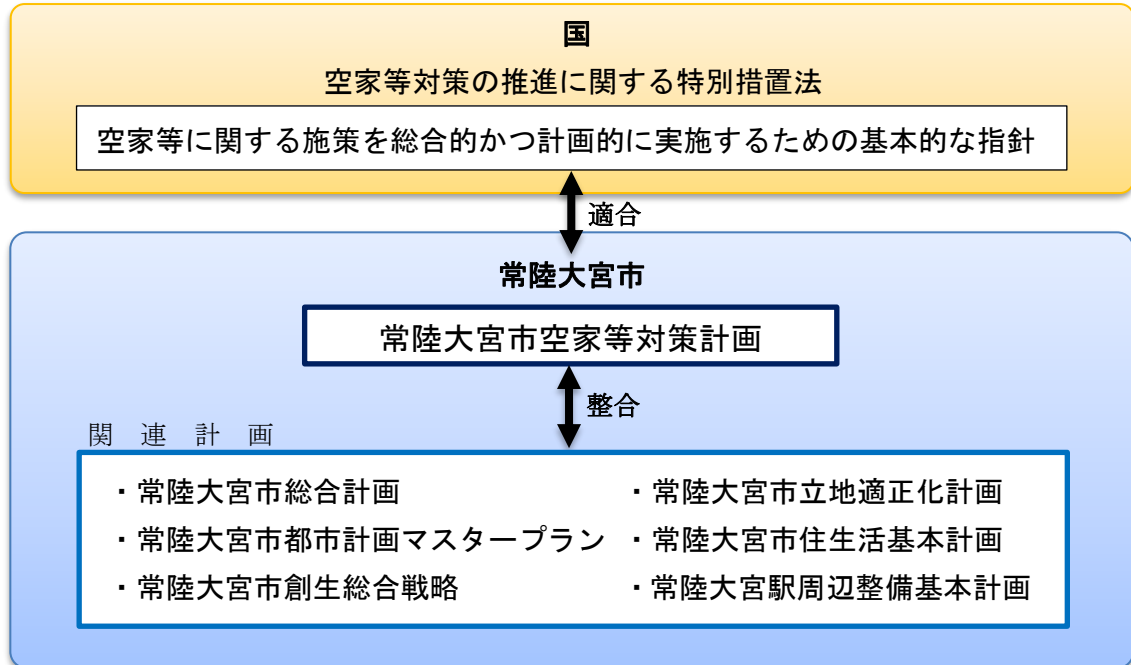 国
空家等対策の推進に関する特別措置法
空家等に関する施策を総合的かつ計画的に実施するための基本的な指針
適合
常陸大宮市
常陸大宮市空家等対策計画
整合
関連計画
・常陸大宮市総合計画
・常陸大宮市都市計画マスタープラン
・常陸大宮市創生総合戦略
・常陸大宮市立地適正化計画
・常陸大宮市住生活基本計画
・常陸大宮駅周辺整備基本計画